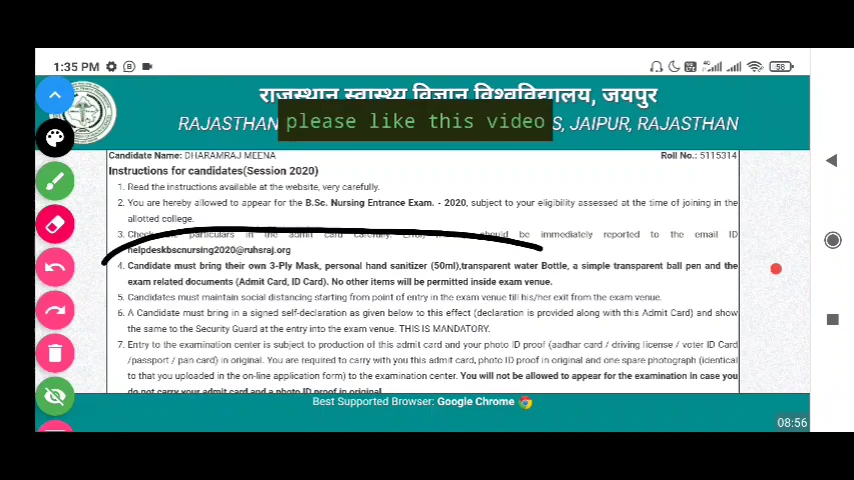 1:35 PM
58
राजस्थान स्वास्थ्य विज्ञान विश्वविद्यालय, जयपुर
RAJASTHAN
please like this video
S, JAIPUR, RAJASTHAN
Candidate Name: DHARAMRAJ MEENA Roll No.: 5115314
Instructions for candidates(Session 2020)
1. Read the instructions available at the website, very carefully.
2. You are hereby allowed to appear for the B.Sc. Nursing Entrance Exam. - 2020, subject to your eligibility assessed at the time of joining in the
allotted college.
3. Check particulars in the admit card carefully. should be immediately reported to the email ID
helpdeskbscnursing2020@ruhsraj.org
4. Candidate must bring their own 3-Ply Mask, personal hand sanitizer (50ml),transparent water Bottle, a simple transparent ball pen and the
exam related documents (Admit Card, ID Card). No other items will be permitted inside exam venue.
5. Candidates must maintain social distancing starting from point of entry in the exam venue till his/her exit from the exam venue.
6. A Candidate must bring in a signed self-declaration as given below to this effect (declaration is provided along with this Admit Card) and show
the same to the Security Guard at the entry into the exam venue. THIS IS MANDATORY.
7. Entry to the examination center is subject to production of this admit card and your photo ID proof (aadhar card / driving license / voter ID Card
/passport / pan card) in original. You are required to carry with you this admit card, photo ID proof in original and one spare photograph (identical
to that you uploaded in the on-line application form) to the examination center. You will not be allowed to appear for the examination in case you
do not carry your admit card and a photo ID proof in original.
Best Supported Browser: Google Chrome
08:56